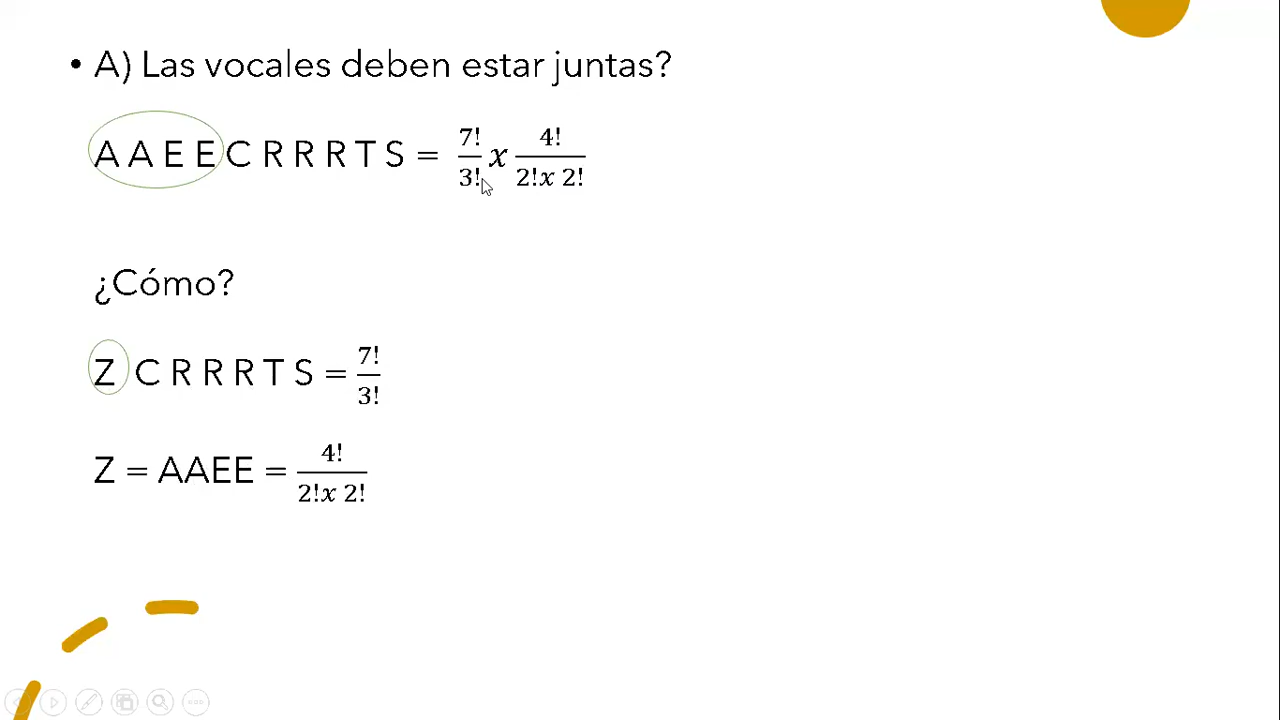 • A) Las vocales deben estar juntas?
A A E E C R R R T S = 7!/3! x 4!/2!x 2!
¿Cómo?
Z C R R R T S = 7!/3!
Z = AAEE = 4!/2!x 2!